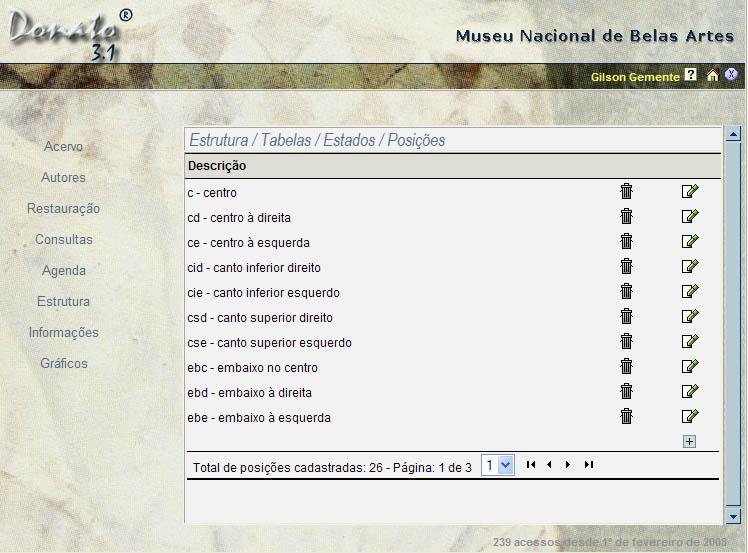 Donato ®
3.1
Museu Nacional de Belas Artes
Gilson Gemente ? X
Acervo
Autores
Restauração
Consultas
Agenda
Estrutura
Informações
Gráficos
Estrutura / Tabelas / Estados / Posições
Descrição
c - centro
cd - centro à direita
ce - centro à esquerda
cid - canto inferior direito
cie - canto inferior esquerdo
csd - canto superior direito
cse - canto superior esquerdo
ebc - embaixo no centro
ebd - embaixo à direita
ebe - embaixo à esquerda
Total de posições cadastradas: 26 - Página: 1 de 3 1
239 acessos desde 1º de fevereiro de 2008